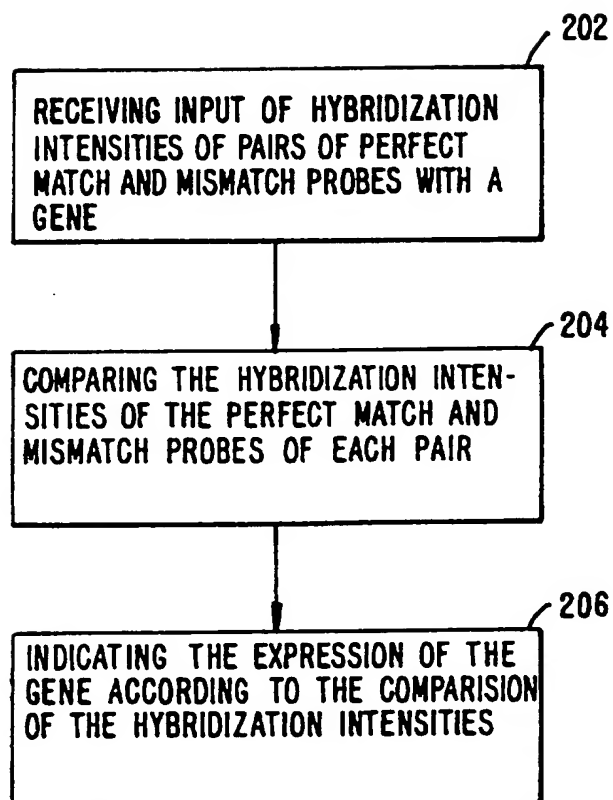 202
RECEIVING INPUT OF HYBRIDIZATION
INTENSITIES OF PAIRS OF PERFECT
MATCH AND MISMATCH PROBES WITH A
GENE
204
COMPARING THE HYBRIDIZATION INTEN-
SITIES OF THE PERFECT MATCH AND
MISMATCH PROBES OF EACH PAIR
206
INDICATING THE EXPRESSION OF THE
GENE ACCORDING TO THE COMPARISION
OF THE HYBRIDIZATION INTENSITIES